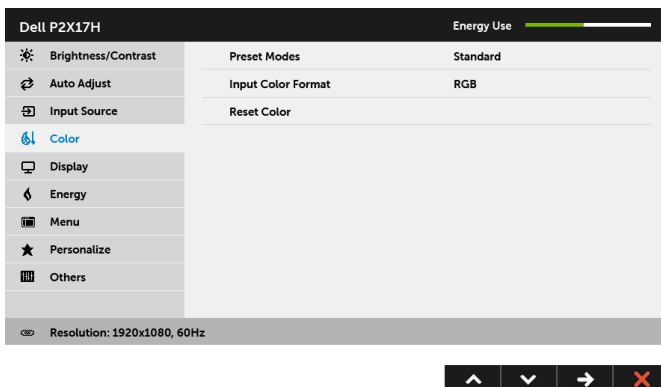 Dell P2X17H Energy Use
Brightness/Contrast Preset Modes Standard
Auto Adjust Input Color Format RGB
Input Source Reset Color
Color
Display
Energy
Menu
Personalize
Others
Resolution: 1920x1080, 60Hz